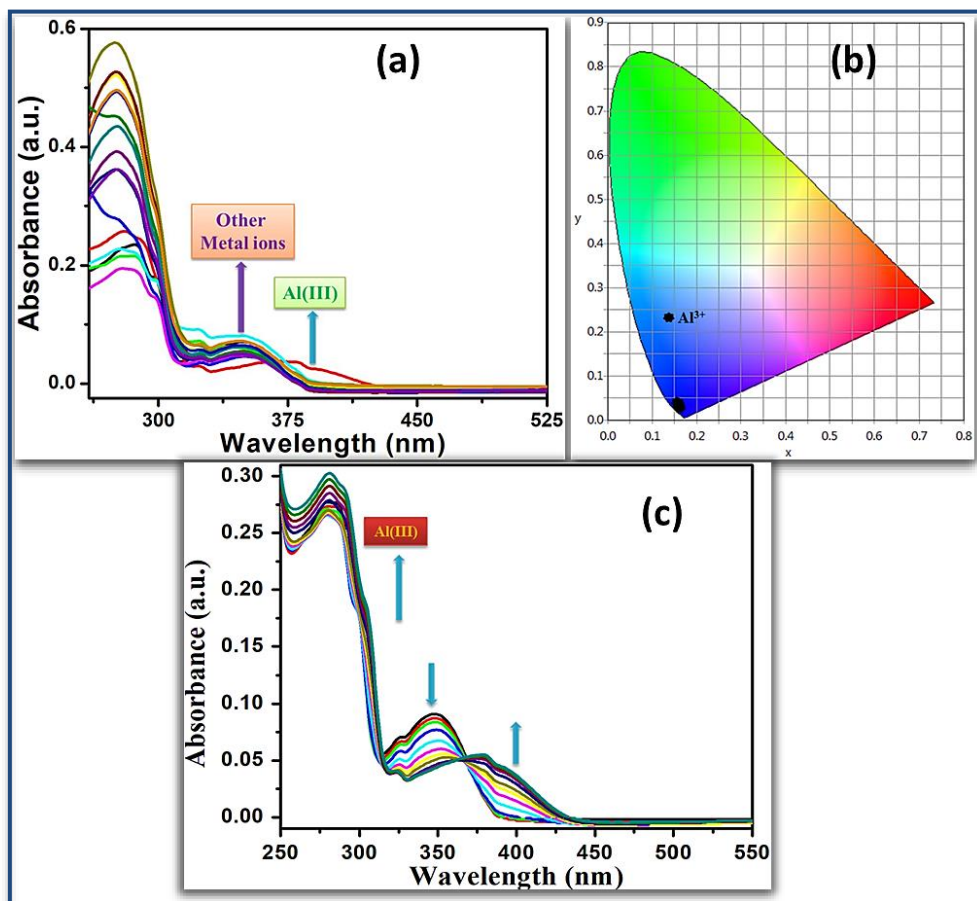 (a)
Absorbance (a.u.)
0.6
0.4
0.2
0.0
Other
Metal ions
Al(III)
300
375
450
525
Wavelength (nm)
(b)
y
0.9
0.8
0.7
0.6
0.5
0.4
0.3
0.2
0.1
0.0
Al³⁺
0.0
0.1
0.2
0.3
0.4
0.5
0.6
0.7
0.8
x
(c)
Absorbance (a.u.)
0.30
0.25
0.20
0.15
0.10
0.05
0.00
Al(III)
250
300
350
400
450
500
550
Wavelength (nm)